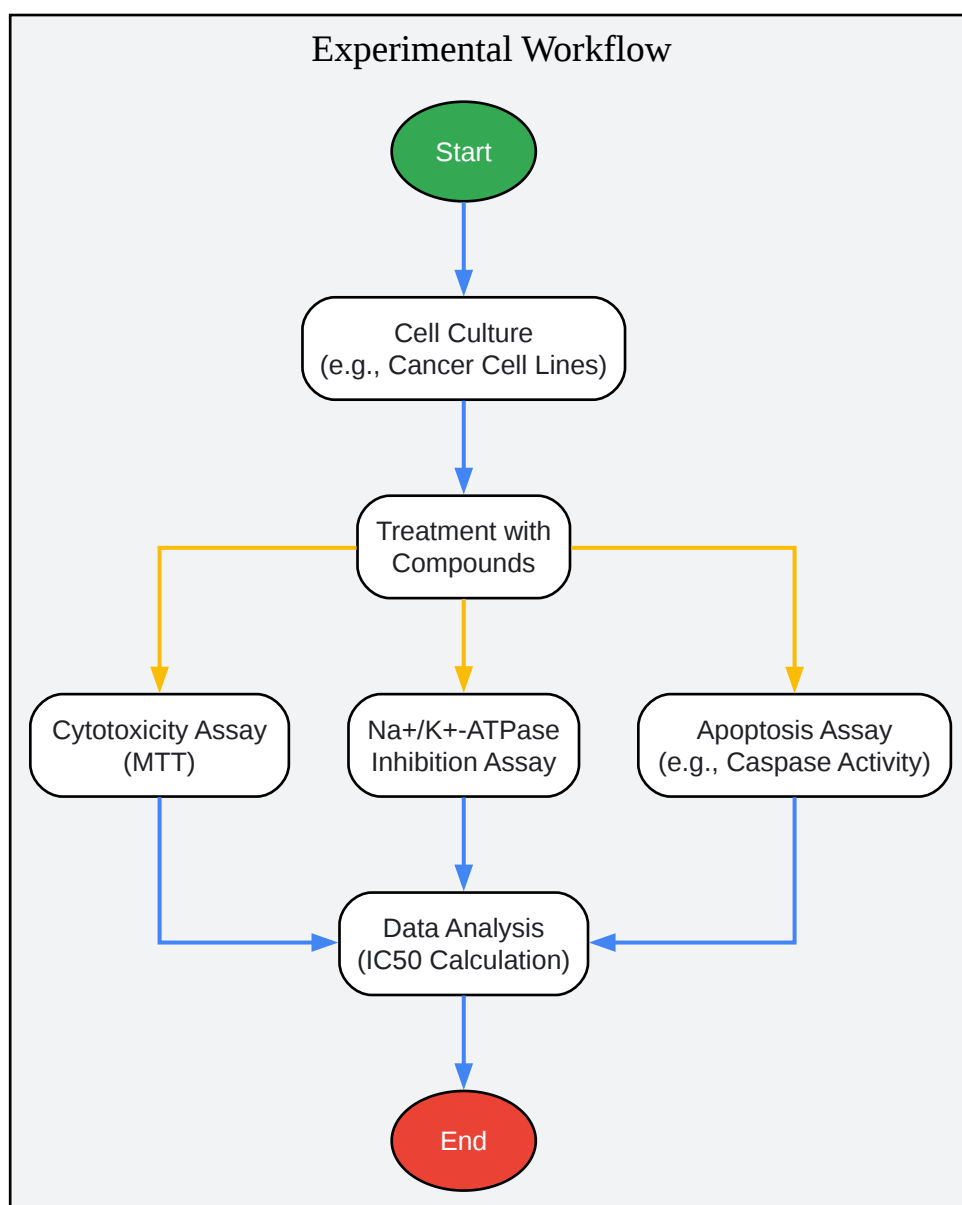 Experimental Workflow
Start
Cell Culture
(e.g., Cancer Cell Lines)
Treatment with
Compounds
Cytotoxicity Assay
(MTT)
Na+/K+-ATPase
Inhibition Assay
Apoptosis Assay
(e.g., Caspase Activity)
Data Analysis
(IC50 Calculation)
End